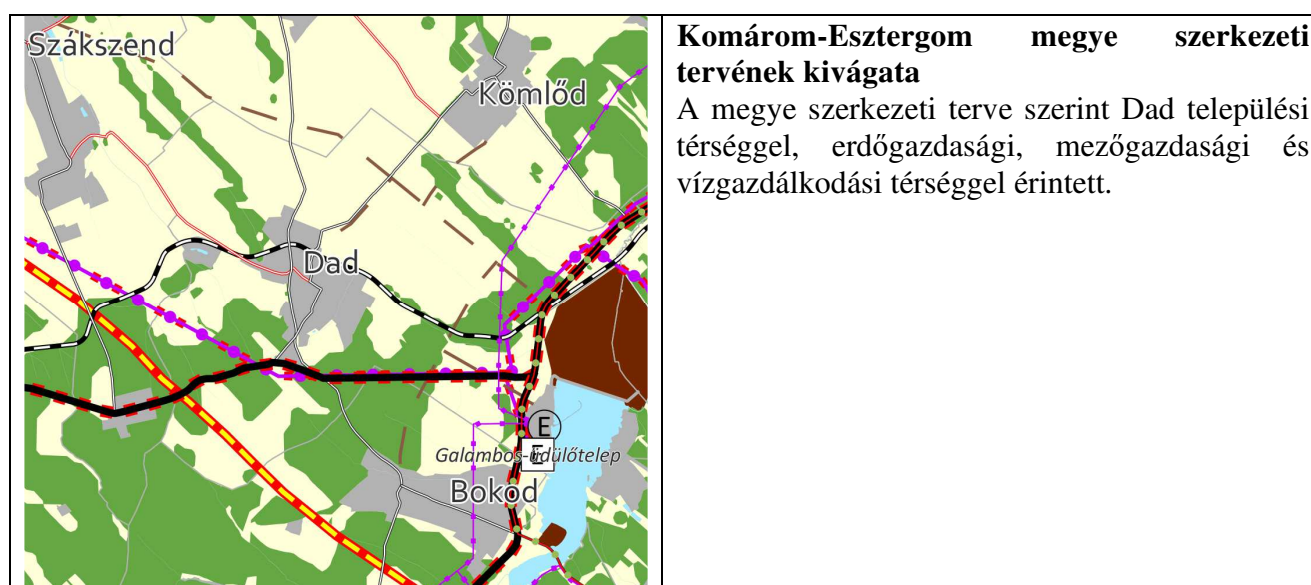 Szákszend
Kömlőd
Dad
E
Galambos-üdülőtelep
E
Bokod
Komárom-Esztergom megye szerkezeti
tervének kivágata
A megye szerkezeti terve szerint Dad települési
térséggel, erdőgazdasági, mezőgazdasági és
vízgazdálkodási térséggel érintett.